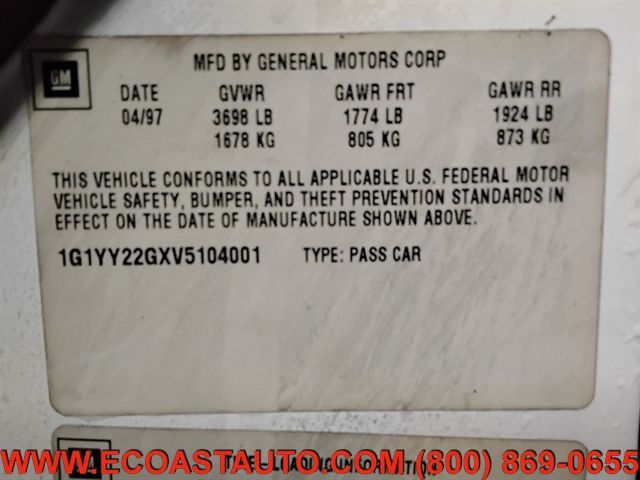 GM
MFD BY GENERAL MOTORS CORP
DATE GVWR GAWR FRT GAWR RR
04/97 3698 LB 1774 LB 1924 LB
1678 KG 805 KG 873 KG
THIS VEHICLE CONFORMS TO ALL APPLICABLE U.S. FEDERAL MOTOR
VEHICLE SAFETY, BUMPER, AND THEFT PREVENTION STANDARDS IN
EFFECT ON THE DATE OF MANUFACTURE SHOWN ABOVE.
1G1YY22GXV5104001 TYPE: PASS CAR
WWW.ECOASTAUTO.COM (800) 869-0655
TIRE-LOADING INFORMATION